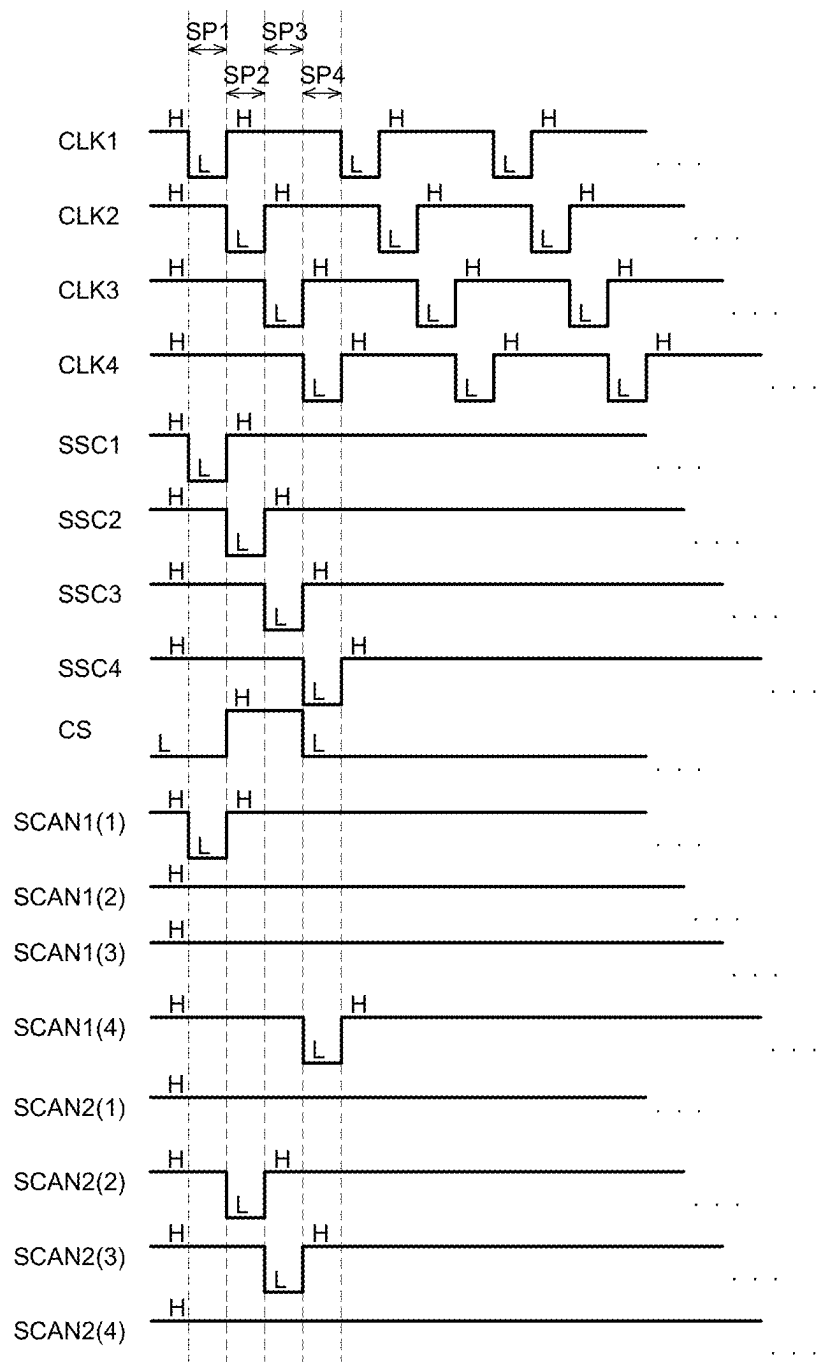 SP1 SP3
SP2 SP4
H H H H
CLK1
L L L . . .
H H H H
CLK2
L L L . . .
H H H H
CLK3
L L L . . .
H H H H
CLK4
L L L . . .
H H
SSC1
L . . .
H H
SSC2
L . . .
H H
SSC3
L . . .
H H
SSC4
L . . .
H
CS
L L . . .
H H
SCAN1(1)
L . . .
H
SCAN1(2)
. . .
H
SCAN1(3)
. . .
H H
SCAN1(4)
L . . .
H
SCAN2(1)
. . .
H H
SCAN2(2)
L . . .
H H
SCAN2(3)
L . . .
H
SCAN2(4)
. . .